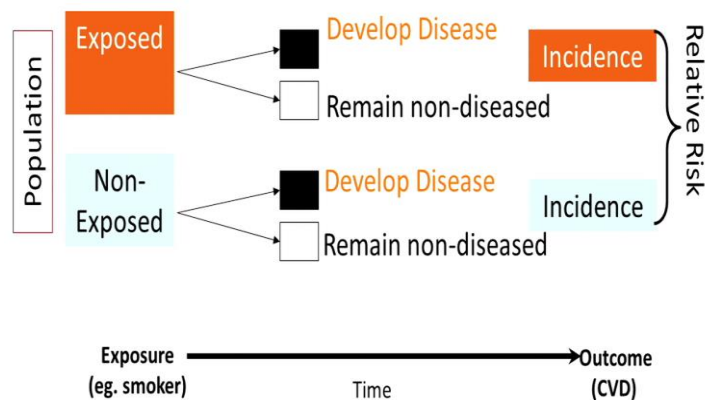 Population
Exposed
Develop Disease
Remain non-diseased
Incidence
Non-
Exposed
Develop Disease
Remain non-diseased
Incidence
Relative Risk
Exposure
(eg. smoker)
Time
Outcome
(CVD)